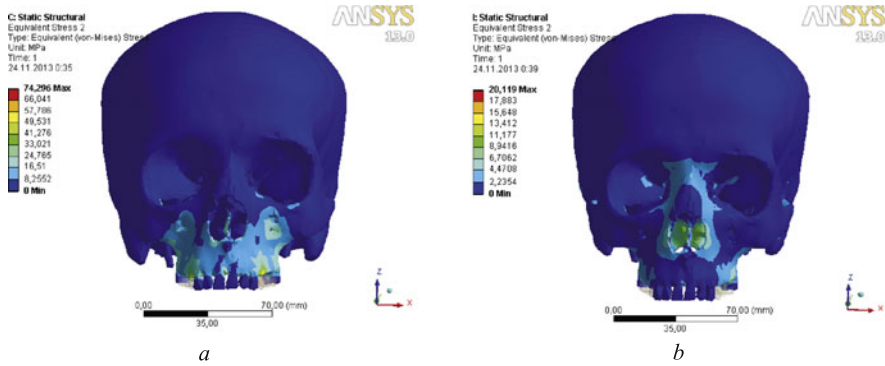 C: Static Structural
Equivalent Stress 2
Type: Equivalent (von-Mises) Stres
Unit: MPa
Time: 1
24.11.2013 0:35
74,296 Max
66,041
57,786
49,531
41,276
33,021
24,765
16,51
8,2552
0 Min
ANSYS
13.0
0,00
70,00 (mm)
35,00
Z
X
a
I: Static Structural
Equivalent Stress 2
Type: Equivalent (von-Mises) Stres
Unit: MPa
Time: 1
24.11.2013 0:39
20,119 Max
17,883
15,648
13,412
11,177
8,9416
6,7062
4,4708
2,2354
0 Min
ANSYS
13.0
0,00
70,00 (mm)
35,00
Z
X
b